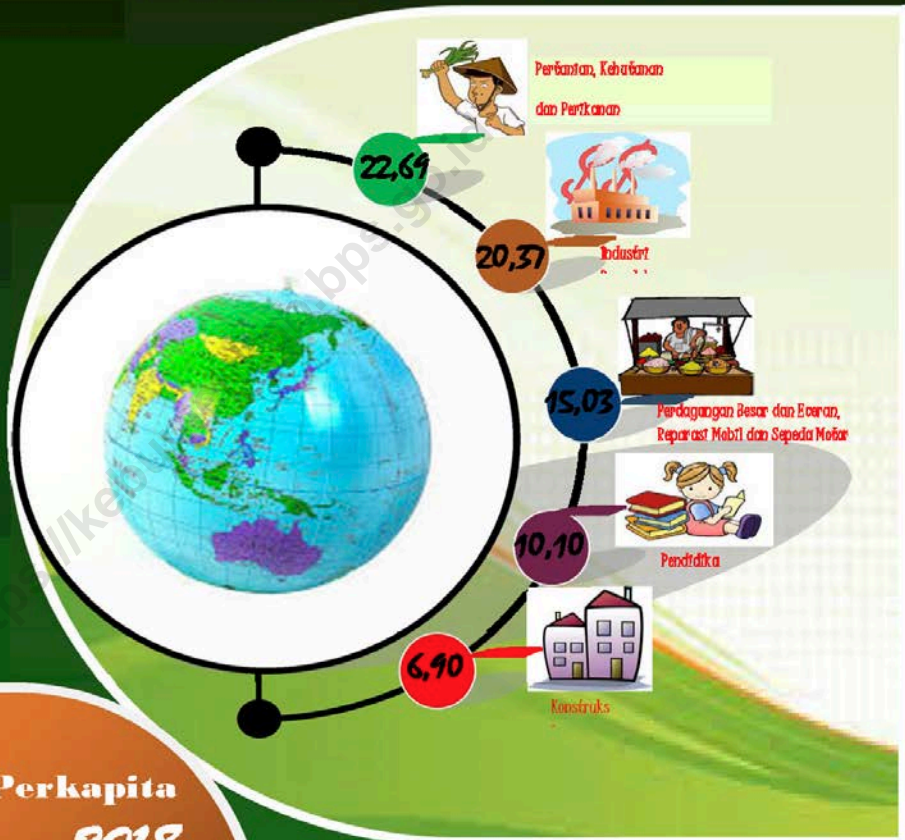 Pertanian, Kehutanan
dan Perikanan
22,69
20,37
Industri
15,03
Perdagangan Besar dan Eceran,
Reparasi Mobil dan Sepeda Motor
10,10
Pendidika
6,90
Konstruks
Perkapita
2018